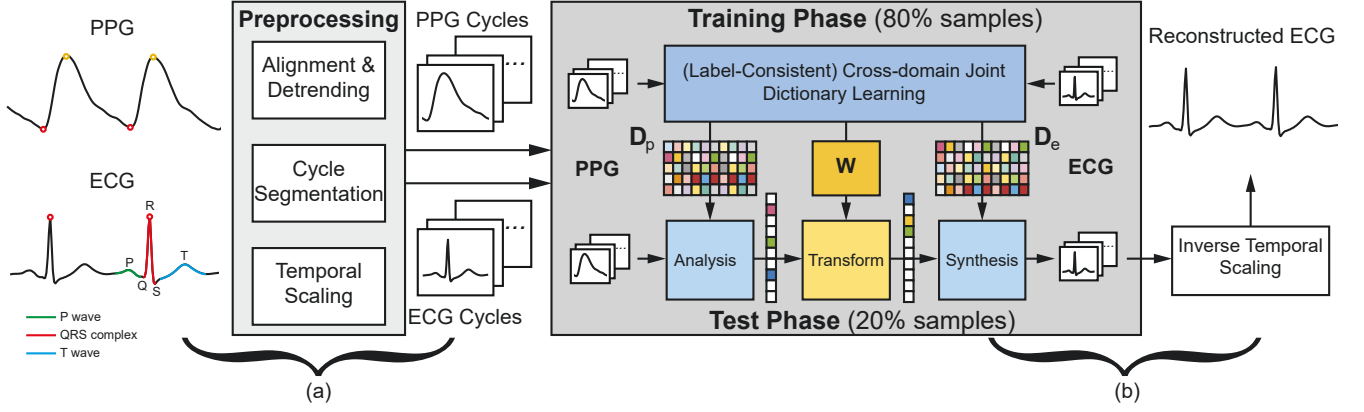 PPG
ECG
R
P
Q
S
T
P wave
QRS complex
T wave
Preprocessing
Alignment &
Detrending
Cycle
Segmentation
Temporal
Scaling
PPG Cycles
...
...
ECG Cycles
(a)
Training Phase (80% samples)
(Label-Consistent) Cross-domain Joint
Dictionary Learning
...
...
Dp
W
De
PPG
ECG
Analysis
Transform
Synthesis
...
...
Test Phase (20% samples)
Reconstructed ECG
Inverse Temporal
Scaling
(b)